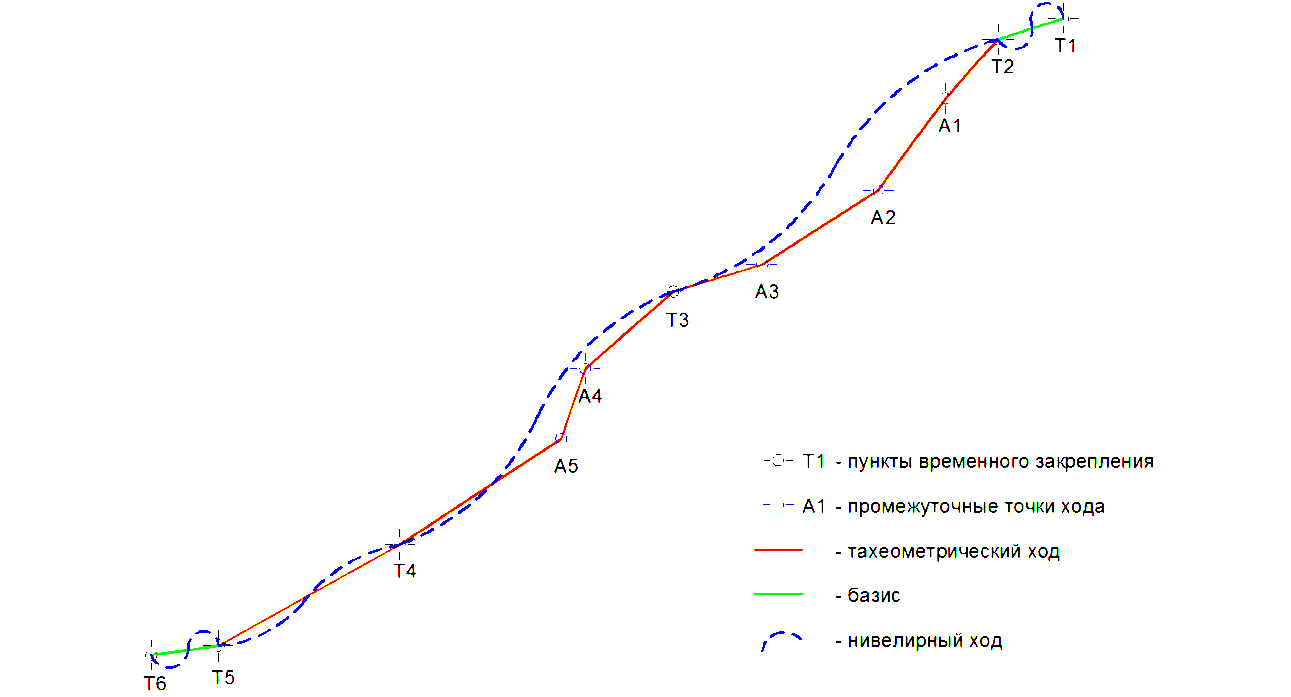 T1
T2
A1
A2
A3
T3
A4
A5
T4
T5
T6
T1 - пункты временного закрепления
A1 - промежуточные точки хода
- тахеометрический ход
- базис
- нивелирный ход